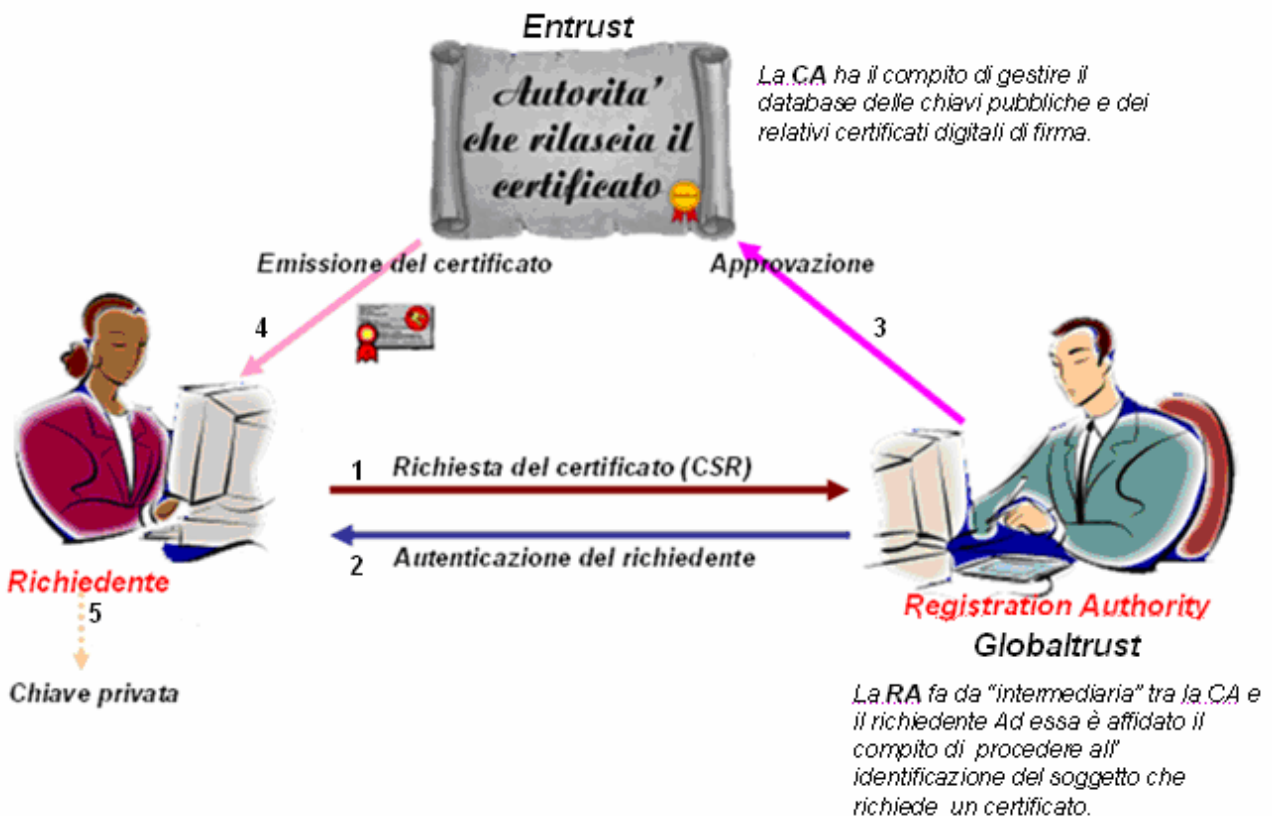 Entrust
Autorita'
che rilascia il
certificato
La CA ha il compito di gestire il
database delle chiavi pubbliche e dei
relativi certificati digitali di firma.
Emissione del certificato
Approvazione
4
3
1 Richiesta del certificato (CSR)
2 Autenticazione del richiedente
Richiedente
5
Chiave privata
Registration Authority
Globaltrust
La RA fa da "intermediaria" tra la CA e
il richiedente Ad essa è affidato il
compito di procedere all'
identificazione del soggetto che
richiede un certificato.